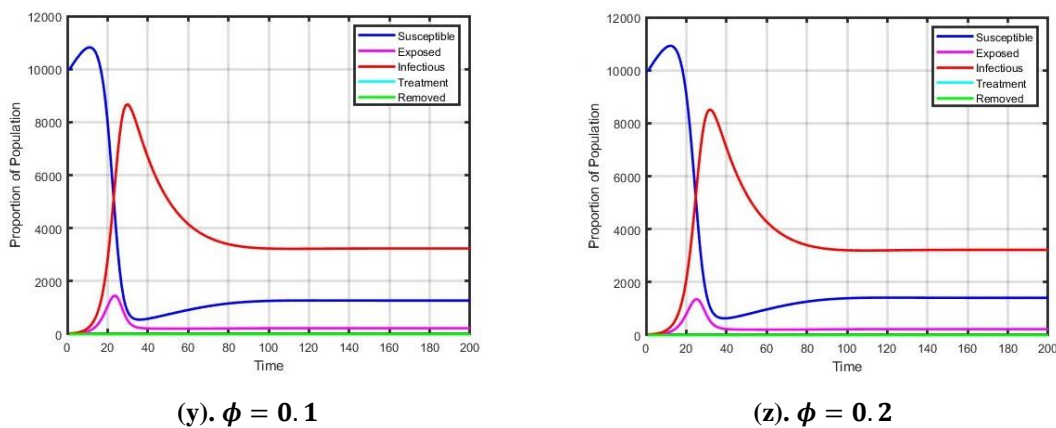 12000
10000
8000
6000
4000
2000
0
Proportion of Population
0 20 40 60 80 100 120 140 160 180 200
Time
Susceptible
Exposed
Infectious
Treatment
Removed
(y). ϕ = 0.1
12000
10000
8000
6000
4000
2000
0
Proportion of Population
0 20 40 60 80 100 120 140 160 180 200
Time
Susceptible
Exposed
Infectious
Treatment
Removed
(z). ϕ = 0.2